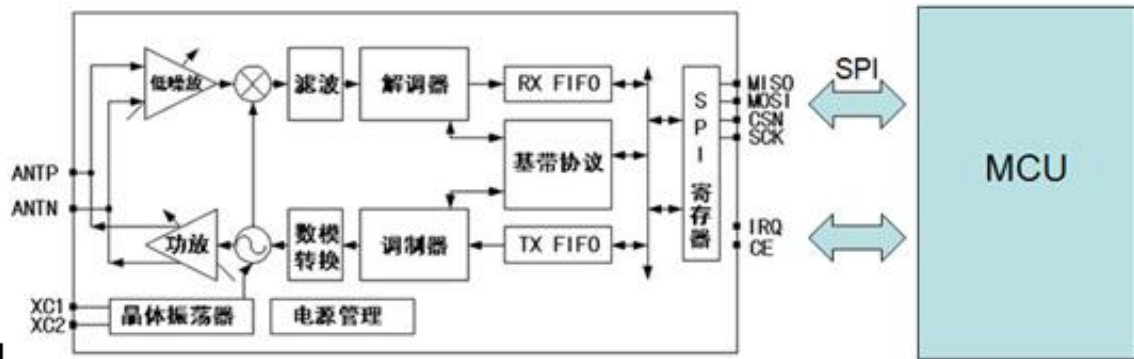 低噪放
滤波
解调器
RX FIFO
SPI
寄存器
MISO
MOSI
CSN
SCK
SPI
MCU
基带协议
ANTP
ANTN
功放
数模
转换
调制器
TX FIFO
IRQ
CE
XC1
XC2
晶体振荡器
电源管理